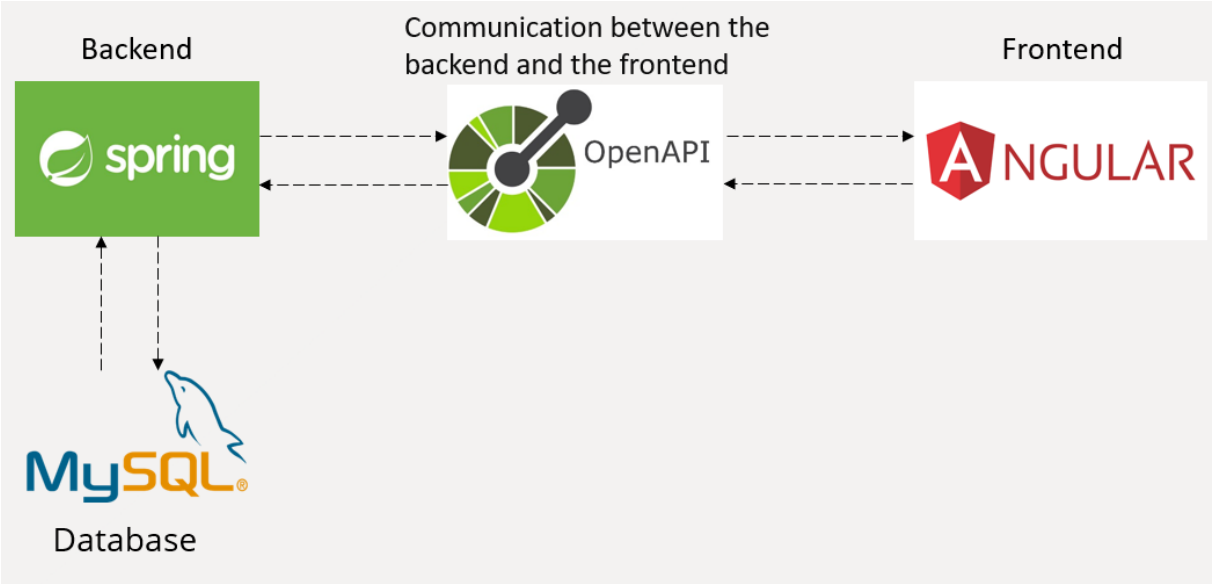 Backend
Communication between the
backend and the frontend
Frontend
spring
OpenAPI
ANGULAR
MySQL®
Database